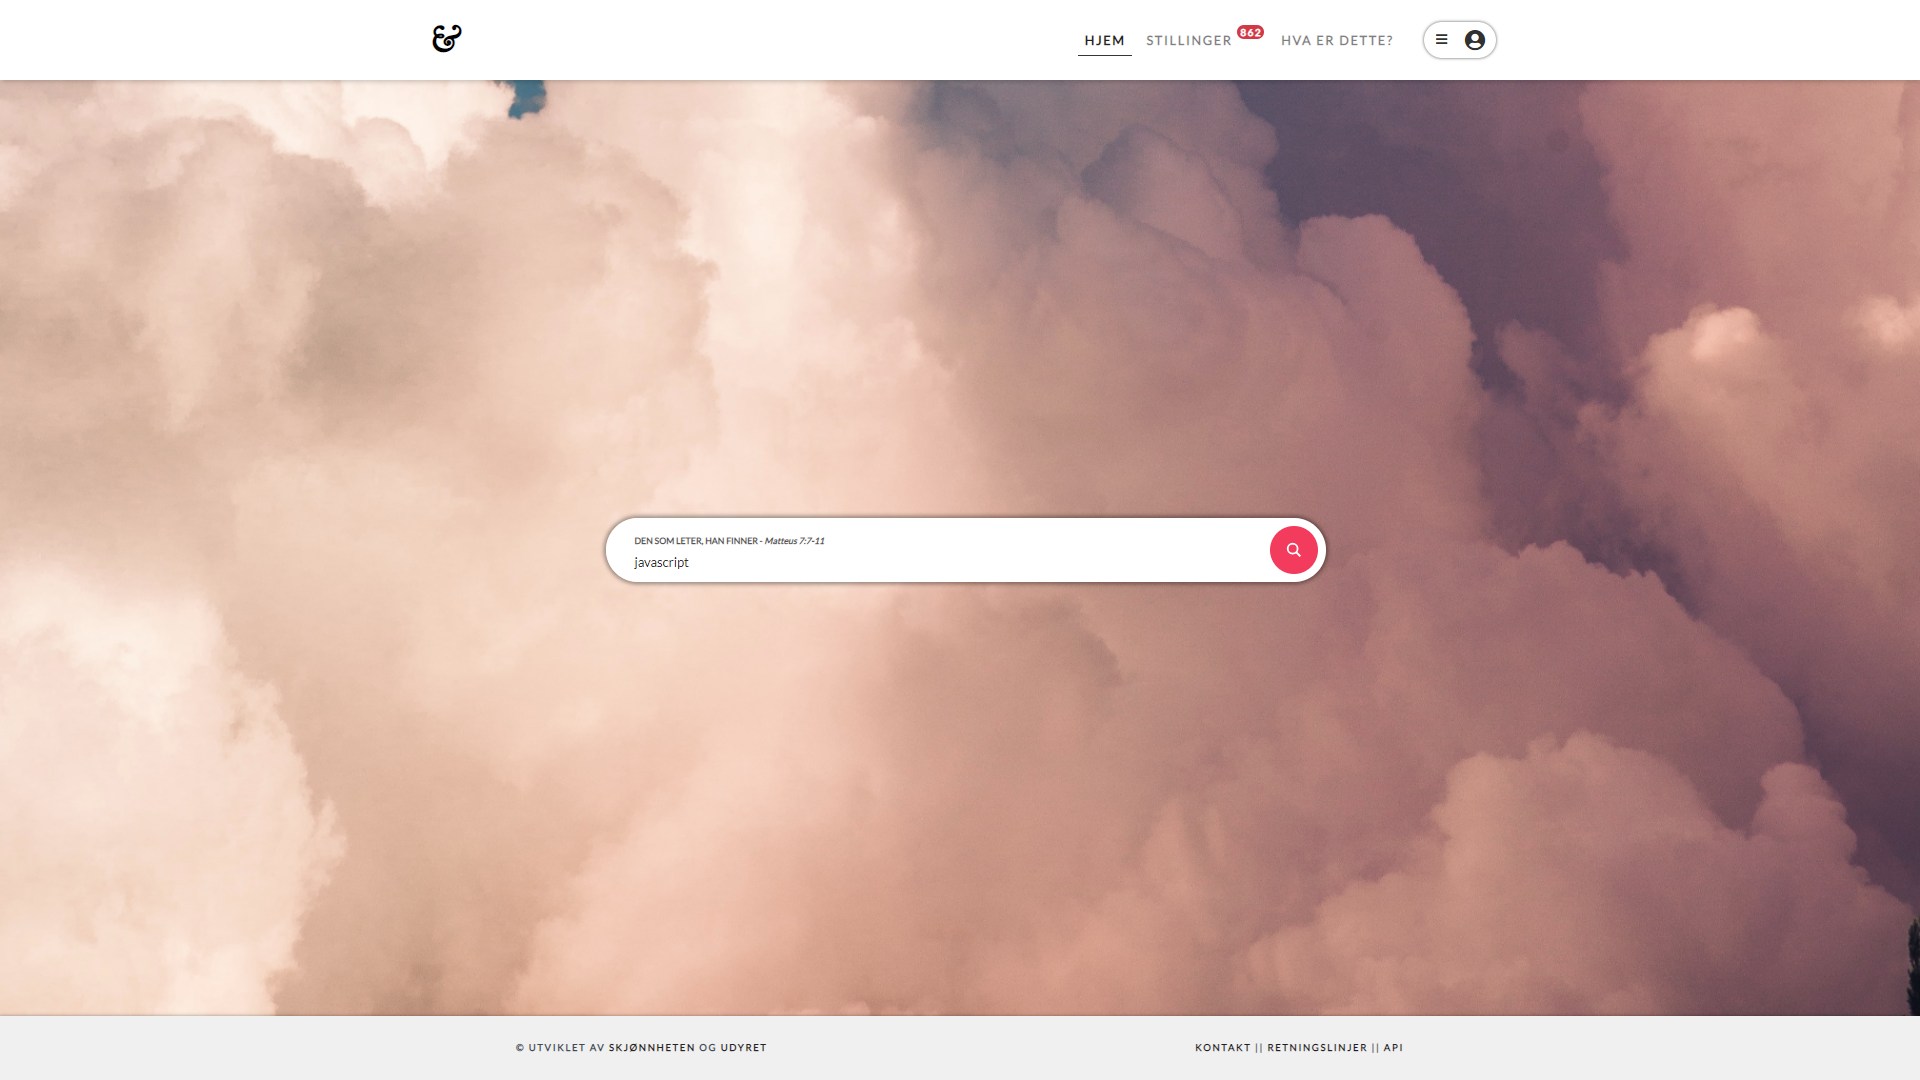 &
HJEM STILLINGER 862 HVA ER DETTE?
DEN SOM LETER, HAN FINNER - Matteus 7:7-11
javascript
© UTVIKLET AV SKJØNNHETEN OG UDYRET
KONTAKT || RETNINGSLINJER || API